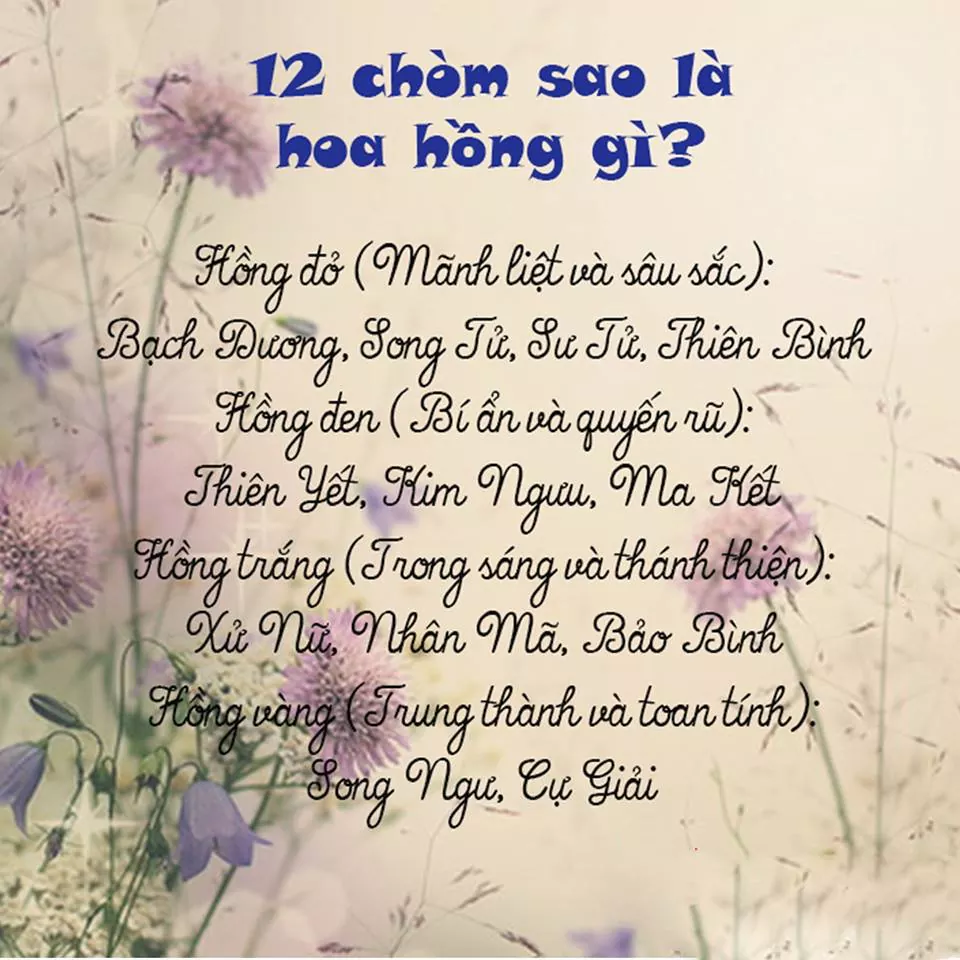 12 chòm sao là
hoa hồng gì?
Hồng đỏ (Mãnh liệt và sâu sắc):
Bạch Dương, Song Tử, Sư Tử, Thiên Bình
Hồng đen ( Bí ẩn và quyến rũ):
Thiên Yết, Kim Ngưu, Ma Kết
Hồng trắng (Trong sáng và thánh thiện):
Xử Nữ, Nhân Mã, Bảo Bình
Hồng vàng (Trung thành và toan tính):
Song Ngư, Cự Giải